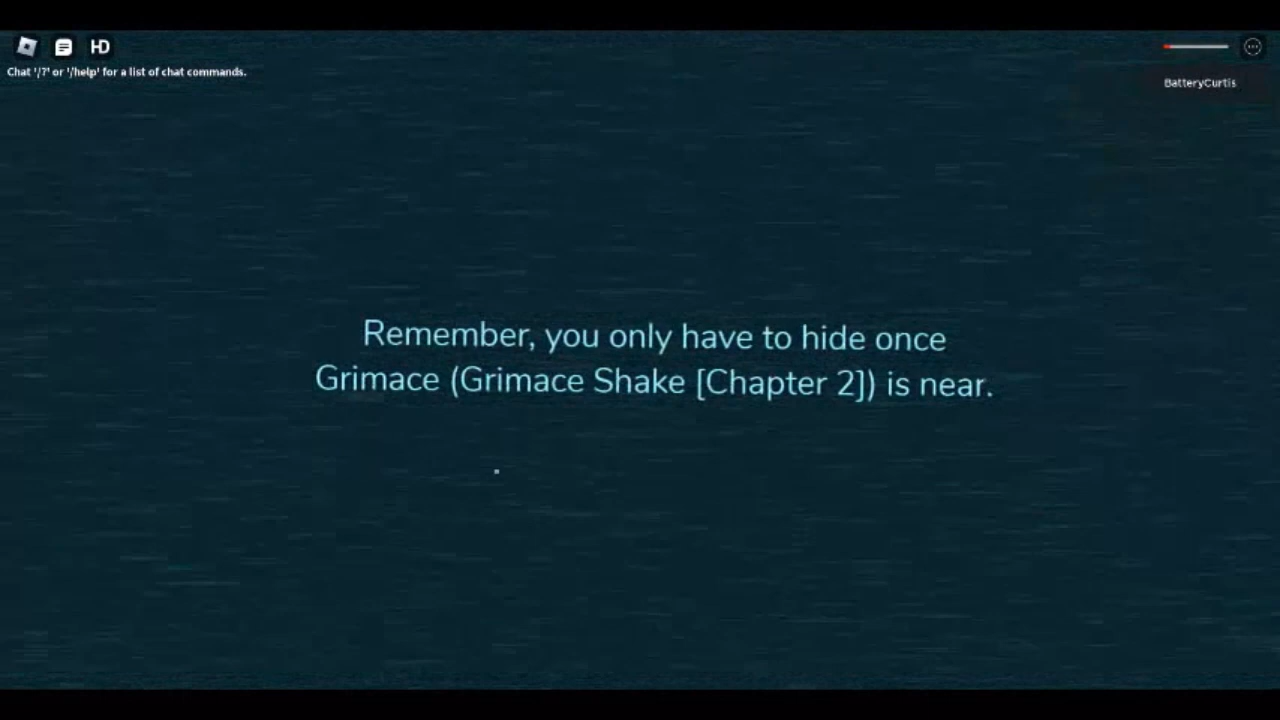 HD
Chat '/?' or '/help' for a list of chat commands.
BatteryCurtis
Remember, you only have to hide once
Grimace (Grimace Shake [Chapter 2]) is near.